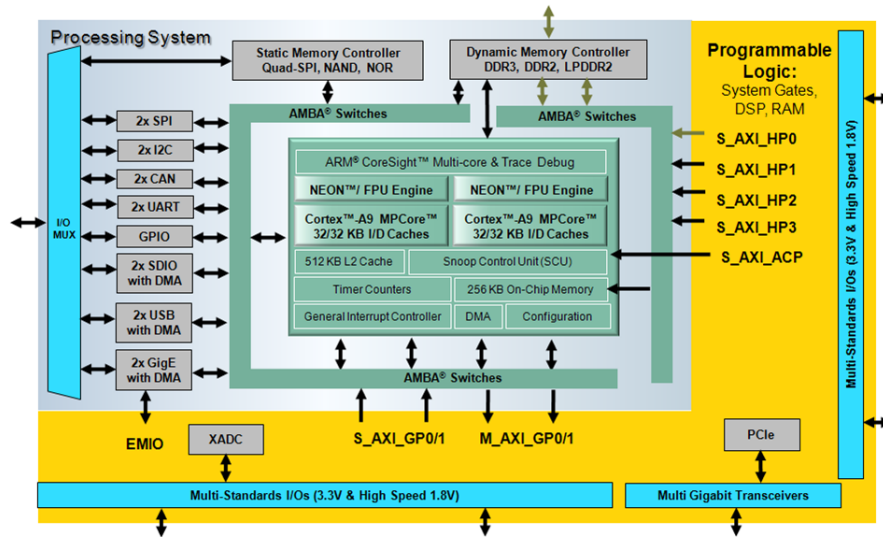 Processing System
Static Memory Controller
Quad-SPI, NAND, NOR
Dynamic Memory Controller
DDR3, DDR2, LPDDR2
Programmable
Logic:
System Gates,
DSP, RAM
AMBA® Switches
AMBA® Switches
2x SPI
2x I2C
2x CAN
2x UART
GPIO
2x SDIO
with DMA
2x USB
with DMA
2x GigE
with DMA
I/O
MUX
ARM® CoreSight™ Multi-core & Trace Debug
NEON™/ FPU Engine
NEON™/ FPU Engine
Cortex™-A9 MPCore™
32/32 KB I/D Caches
Cortex™-A9 MPCore™
32/32 KB I/D Caches
512 KB L2 Cache
Snoop Control Unit (SCU)
Timer Counters
256 KB On-Chip Memory
General Interrupt Controller
DMA
Configuration
S_AXI_HP0
S_AXI_HP1
S_AXI_HP2
S_AXI_HP3
S_AXI_ACP
Multi-Standards I/Os (3.3V & High Speed 1.8V)
AMBA® Switches
EMIO
XADC
S_AXI_GP0/1
M_AXI_GP0/1
PCIe
Multi-Standards I/Os (3.3V & High Speed 1.8V)
Multi Gigabit Transceivers